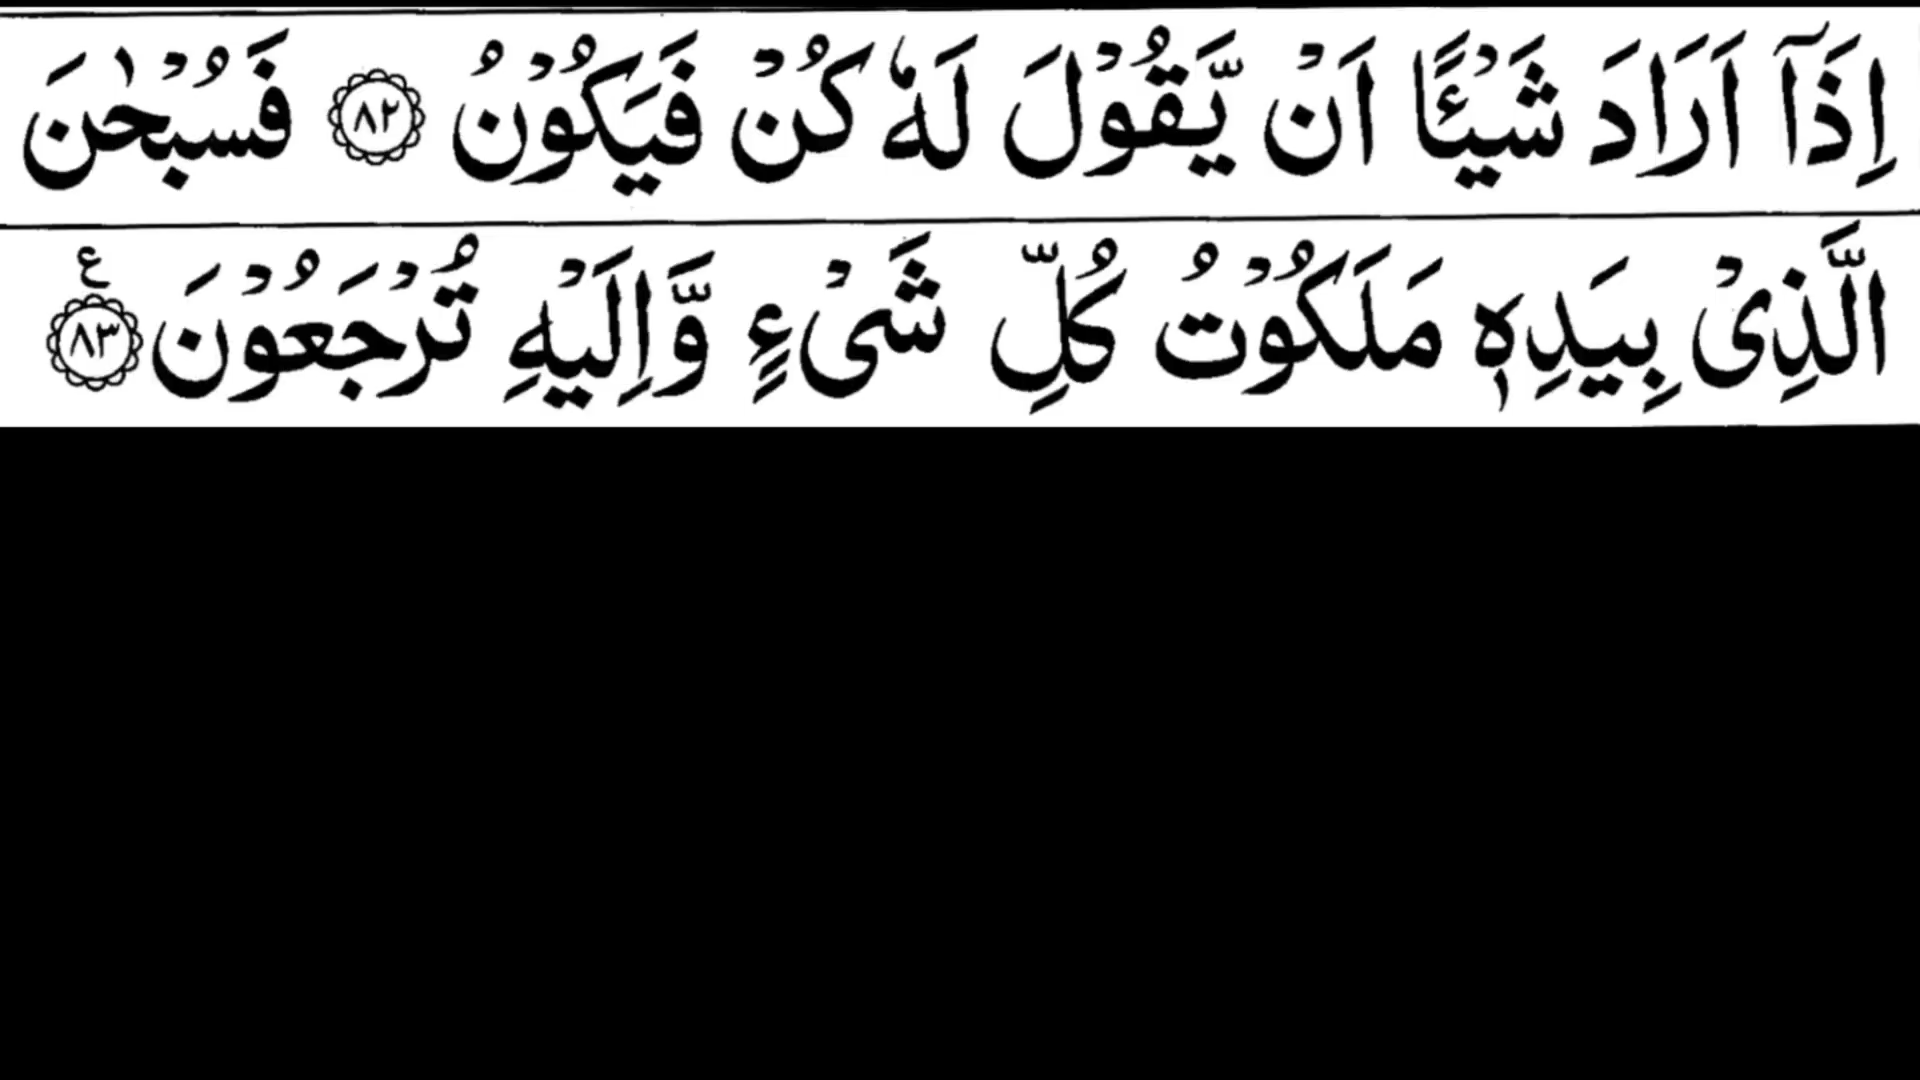 اِذَآ اَرَادَ شَيْـًٔا اَنْ يَّقُوْلَ لَهٗ كُنْ فَيَكُوْنُ ۝٨٢ فَسُبْحٰنَ
الَّذِىْ بِيَدِهٖ مَلَكُوْتُ كُلِّ شَىْءٍ وَّاِلَيْهِ تُرْجَعُوْنَ ۝٨٣ ع